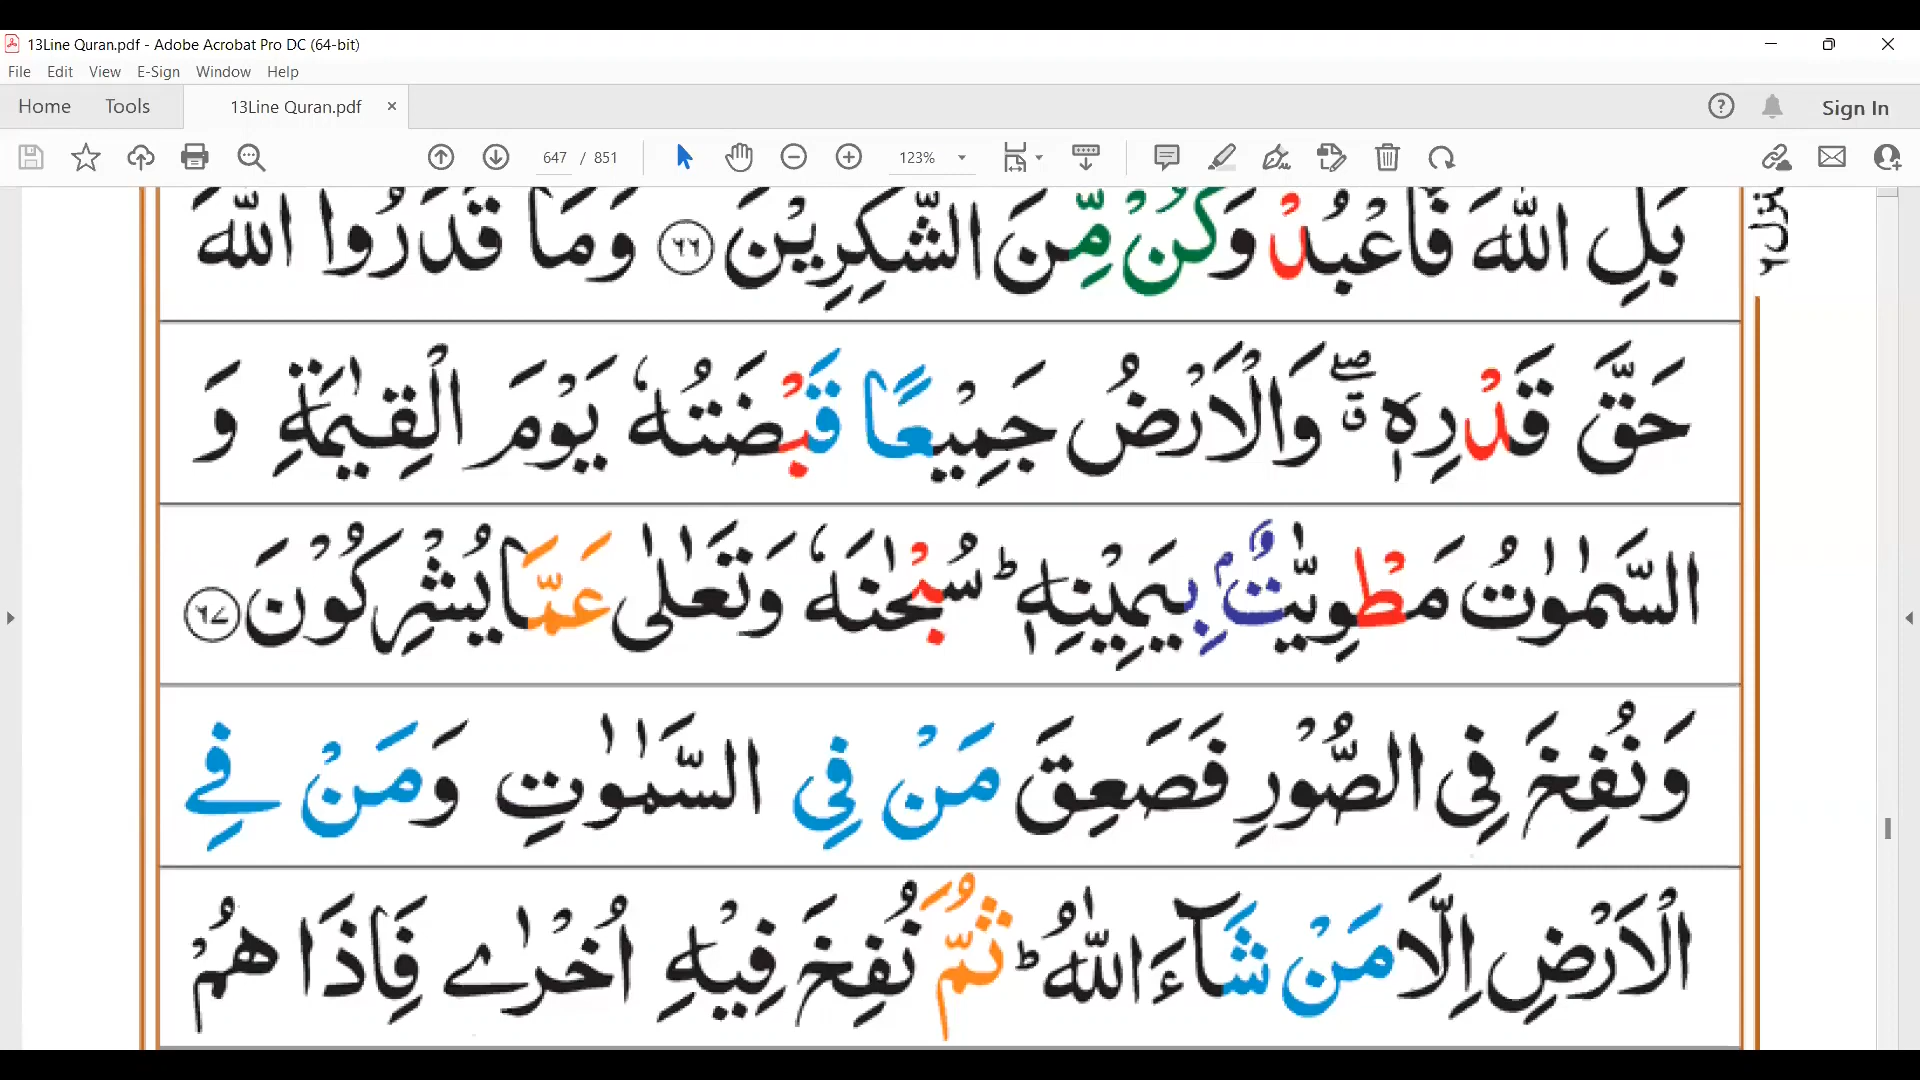 13Line Quran.pdf - Adobe Acrobat Pro DC (64-bit)
File Edit View E-Sign Window Help
Home Tools 13Line Quran.pdf × Sign In
647 / 851 123%
بَلِ اللّٰهَ فَاعْبُدْ وَكُنْ مِّنَ الشّٰكِرِيْنَ ٦٦ وَمَا قَدَرُوا اللّٰهَ
حَقَّ قَدْرِهٖ ۖ ق وَالْاَرْضُ جَمِيْعًا قَبْضَتُهٗ يَوْمَ الْقِيٰمَةِ وَ
السَّمٰوٰتُ مَطْوِيّٰتٌۢ بِيَمِيْنِهٖ ؕ سُبْحٰنَهٗ وَتَعٰلٰى عَمَّا يُشْرِكُوْنَ ٦٧
وَنُفِخَ فِى الصُّوْرِ فَصَعِقَ مَنْ فِى السَّمٰوٰتِ وَمَنْ فِے
الْاَرْضِ اِلَّا مَنْ شَآءَ اللّٰهُ ؕ ثُمَّ نُفِخَ فِيْهِ اُخْرٰے فَاِذَا هُمْ